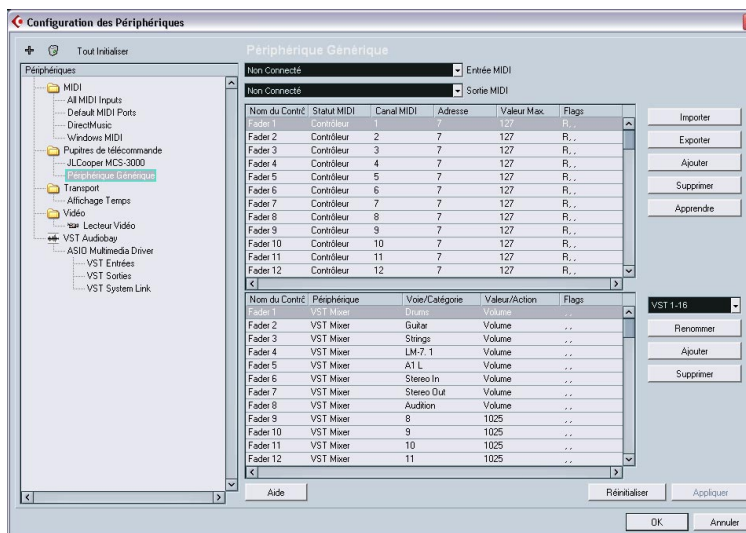 Configuration des Périphériques
Tout Initialiser
Périphériques
MIDI
All MIDI Inputs
Default MIDI Ports
DirectMusic
Windows MIDI
Pupitres de télécommande
JLCooper MCS-3000
Périphérique Générique
Transport
Affichage Temps
Vidéo
Lecteur Vidéo
VST Audiobay
ASIO Multimedia Driver
VST Entrées
VST Sorties
VST System Link
Périphérique Générique
Non Connecté Entrée MIDI
Non Connecté Sortie MIDI
Nom du Contrô Statut MIDI Canal MIDI Adresse Valeur Max. Flags
Fader 1 Contrôleur 1 7 127 R, ,
Fader 2 Contrôleur 2 7 127 R, ,
Fader 3 Contrôleur 3 7 127 R, ,
Fader 4 Contrôleur 4 7 127 R, ,
Fader 5 Contrôleur 5 7 127 R, ,
Fader 6 Contrôleur 6 7 127 R, ,
Fader 7 Contrôleur 7 7 127 R, ,
Fader 8 Contrôleur 8 7 127 R, ,
Fader 9 Contrôleur 9 7 127 R, ,
Fader 10 Contrôleur 10 7 127 R, ,
Fader 11 Contrôleur 11 7 127 R, ,
Fader 12 Contrôleur 12 7 127 R, ,
Importer
Exporter
Ajouter
Supprimer
Apprendre
Nom du Contrô Périphérique Voie/Catégorie Valeur/Action Flags
Fader 1 VST Mixer Drums Volume , ,
Fader 2 VST Mixer Guitar Volume , ,
Fader 3 VST Mixer Strings Volume , ,
Fader 4 VST Mixer LM-7. 1 Volume , ,
Fader 5 VST Mixer A1 L Volume , ,
Fader 6 VST Mixer Stereo In Volume , ,
Fader 7 VST Mixer Stereo Out Volume , ,
Fader 8 VST Mixer Audition Volume , ,
Fader 9 VST Mixer 8 1025 , ,
Fader 10 VST Mixer 9 1025 , ,
Fader 11 VST Mixer 10 1025 , ,
Fader 12 VST Mixer 11 1025 , ,
VST 1-16
Renommer
Ajouter
Supprimer
Aide
Réinitialiser
Appliquer
OK
Annuler